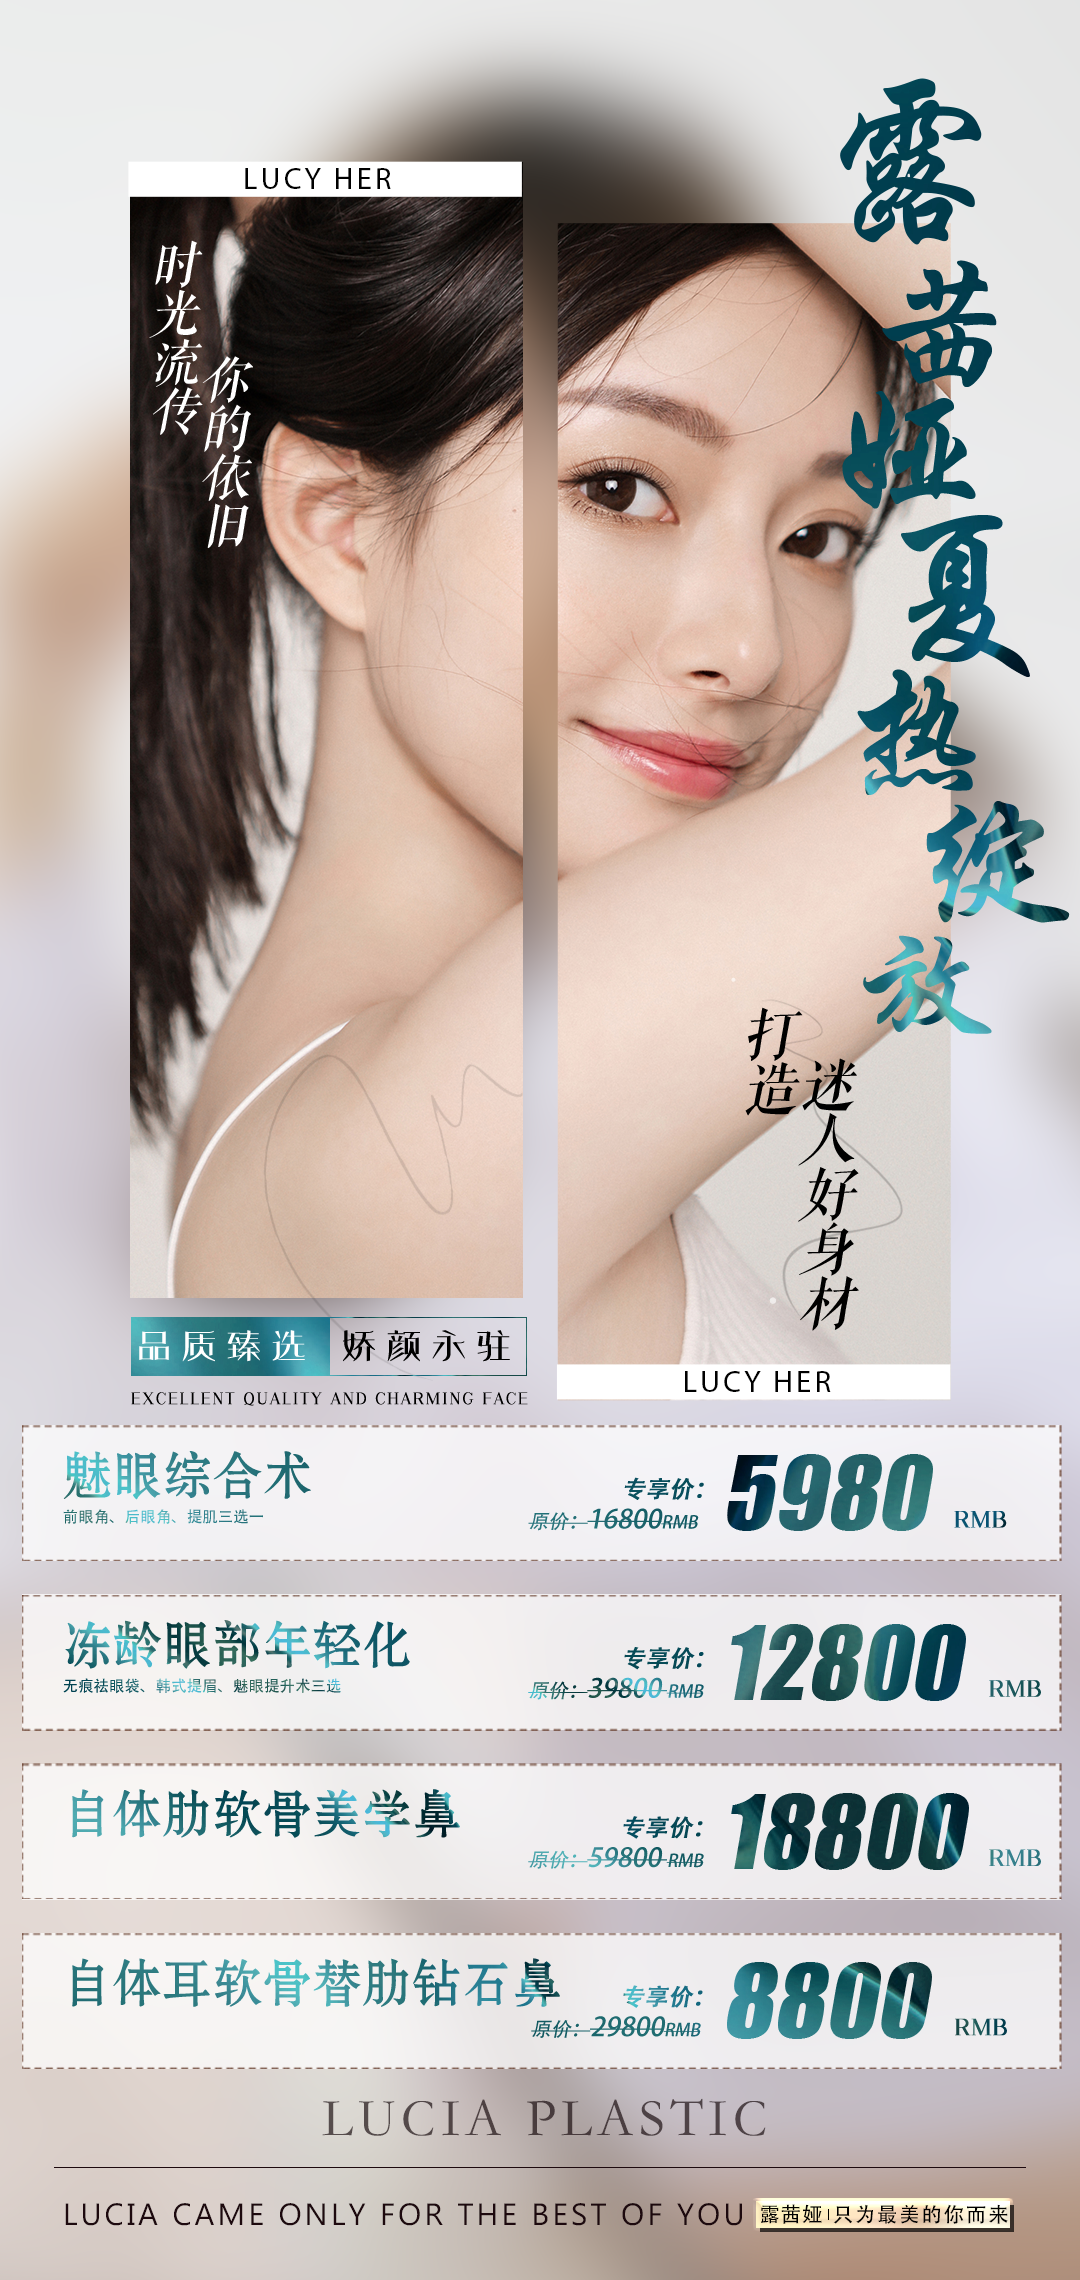 露茜娅夏热绽放
LUCY HER
时光流传
你的依旧
打造
迷人好身材
LUCY HER
品质臻选 娇颜永驻
EXCELLENT QUALITY AND CHARMING FACE
魅眼综合术
前眼角、后眼角、提肌三选一
专享价: 5980 RMB
原价: 16800RMB
冻龄眼部年轻化
无痕祛眼袋、韩式提眉、魅眼提升术三选
专享价: 12800 RMB
原价: 39800 RMB
自体肋软骨美学鼻
专享价: 18800 RMB
原价: 59800 RMB
自体耳软骨替肋钻石鼻
专享价: 8800 RMB
原价: 29800RMB
LUCIA PLASTIC
LUCIA CAME ONLY FOR THE BEST OF YOU 露茜娅|只为最美的你而来